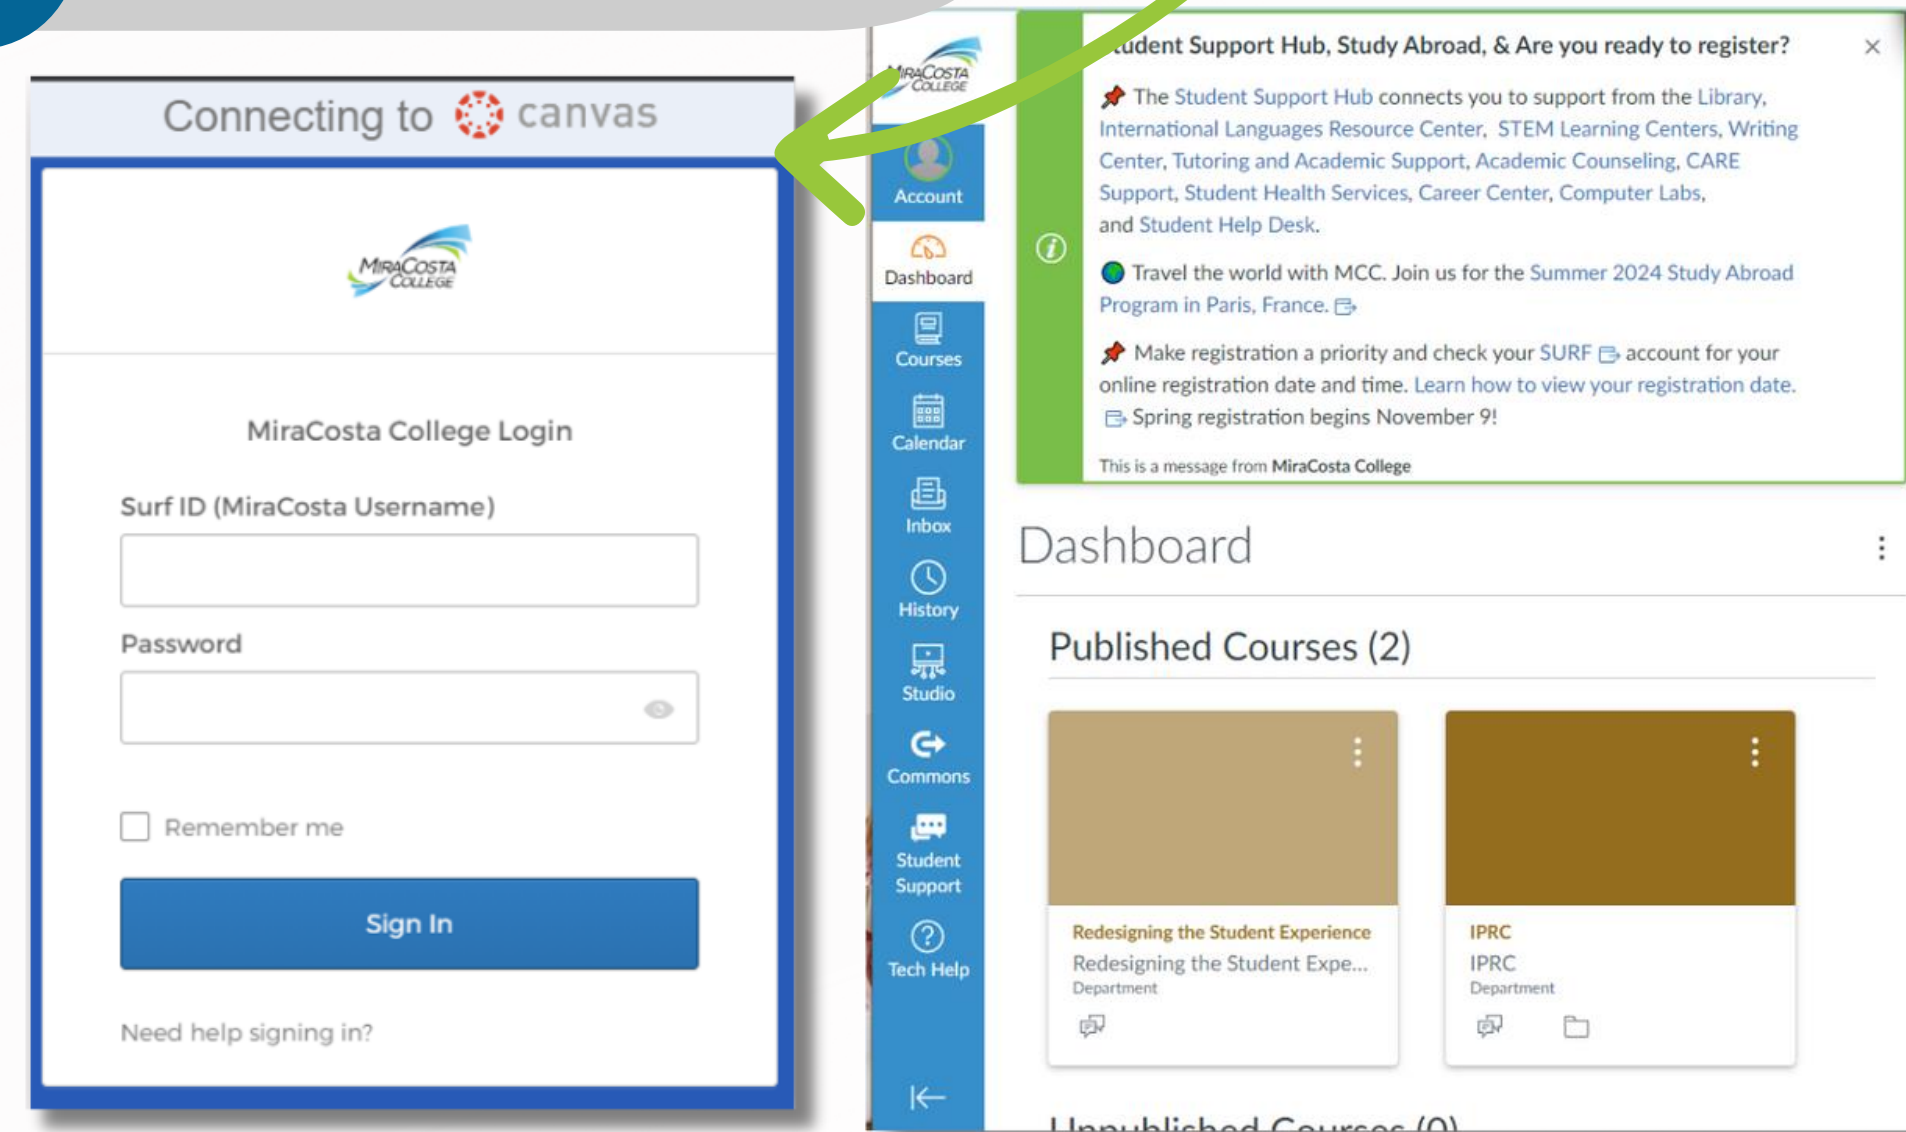 Connecting to canvas
MIRACOSTA
COLLEGE
MiraCosta College Login
Surf ID (MiraCosta Username)
Password
Remember me
Sign In
Need help signing in?
MIRACOSTA
COLLEGE
Account
Dashboard
Courses
Calendar
Inbox
History
Studio
Commons
Student
Support
Tech Help
Student Support Hub, Study Abroad, & Are you ready to register?
The Student Support Hub connects you to support from the Library,
International Languages Resource Center, STEM Learning Centers, Writing
Center, Tutoring and Academic Support, Academic Counseling, CARE
Support, Student Health Services, Career Center, Computer Labs,
and Student Help Desk.
Travel the world with MCC. Join us for the Summer 2024 Study Abroad
Program in Paris, France.
Make registration a priority and check your SURF account for your
online registration date and time. Learn how to view your registration date.
Spring registration begins November 9!
This is a message from MiraCosta College
Dashboard
Published Courses (2)
Redesigning the Student Experience
Redesigning the Student Expe...
Department
IPRC
IPRC
Department
Unpublished Courses (0)